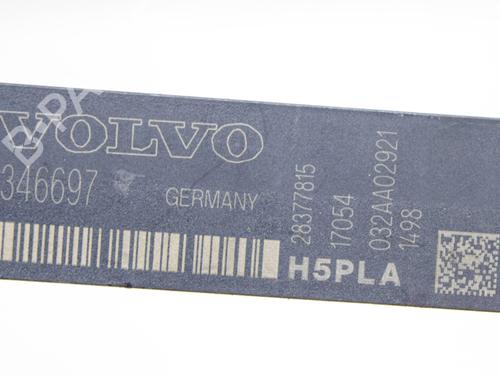 VOLVO
346697
GERMANY
28377815
17054
032AA02921
1498
H5PLA